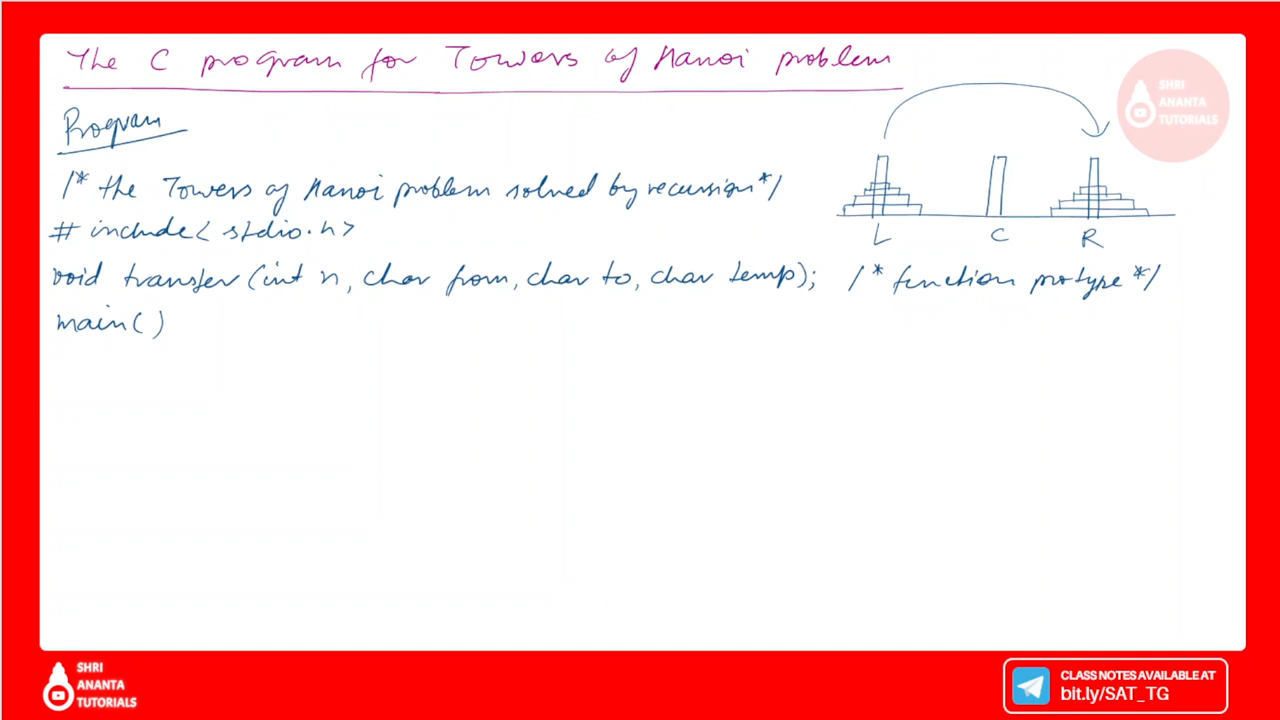 The C program for Towers of Hanoi problem
SHRI
ANANTA
TUTORIALS
Program
/* the Towers of Hanoi problem solved by recursion */
# include < stdio.h >
L C R
void transfer (int n, char from, char to, char temp); /* function protype */
main( )
SHRI
ANANTA
TUTORIALS
CLASS NOTES AVAILABLE AT
bit.ly/SAT_TG